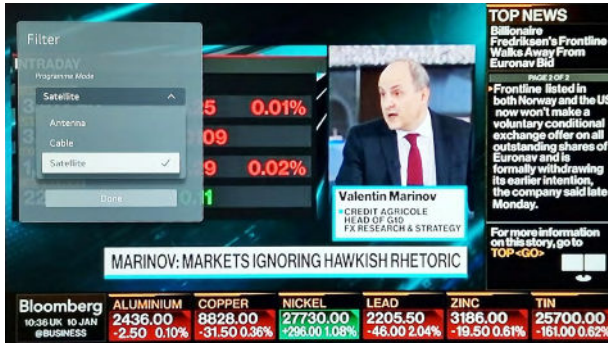 Filter
INTRADAY
Programme Mode
Satellite
Antenna
Cable
Satellite
Done
0.01%
09
0.02%
Valentin Marinov
CREDIT AGRICOLE
HEAD OF G10
FX RESEARCH & STRATEGY
MARINOV: MARKETS IGNORING HAWKISH RHETORIC
TOP NEWS
Billionaire
Fredriksen's Frontline
Walks Away From
Euronav Bid
PAGE 2 OF 2
Frontline listed in
both Norway and the US
now won't make a
voluntary conditional
exchange offer on all
outstanding shares of
Euronav and is
formally withdrawing
its earlier intention,
the company said late
Monday.
For more information
on this story, go to
TOP <GO>
Bloomberg
10:36 UK 10 JAN
@BUSINESS
ALUMINIUM
2436.00
-2.50 0.10%
COPPER
8828.00
-31.50 0.36%
NICKEL
27730.00
+296.00 1.08%
LEAD
2205.50
-46.00 2.04%
ZINC
3186.00
-19.50 0.61%
TIN
25700.00
-161.00 0.62%